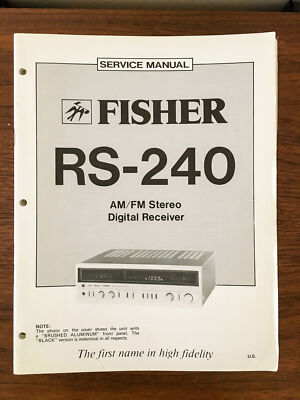 SERVICE MANUAL
FISHER
RS-240
AM/FM Stereo
Digital Receiver
NOTE:
The photo on the cover shows the unit with
a "BRUSHED ALUMINUM" front panel. The
"BLACK" version is indentical in all respects.
The first name in high fidelity
U.S.